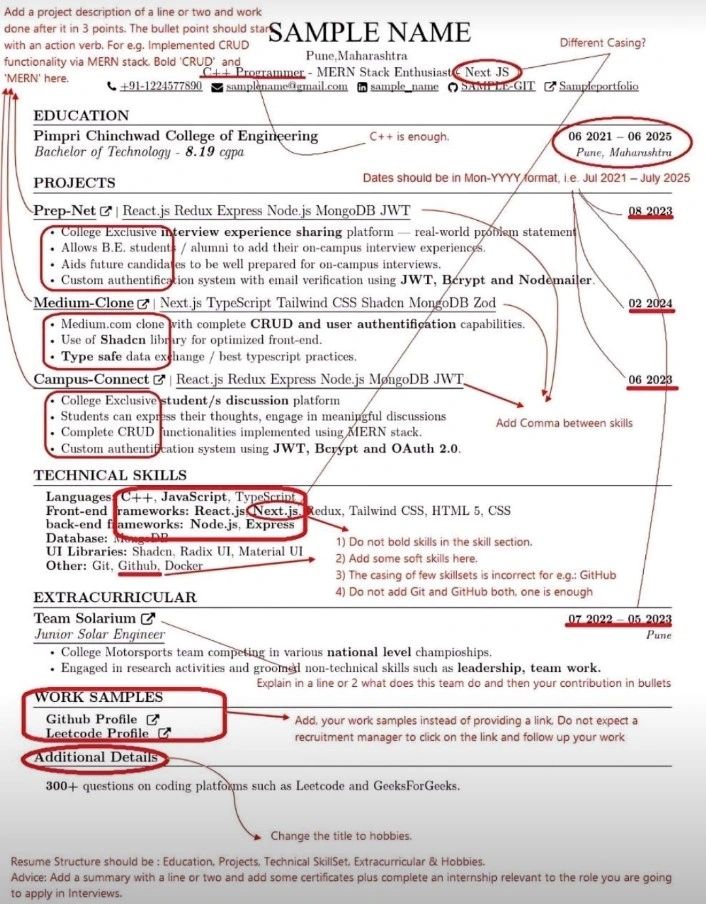 Add a project description of a line or two and work
done after it in 3 points. The bullet point should start
with an action verb. For e.g. Implemented CRUD
functionality via MERN stack. Bold 'CRUD' and
'MERN' here.
SAMPLE NAME
Pune,Maharashtra
Different Casing?
C++ Programmer - MERN Stack Enthusiast - Next JS
+91-1224577890 samplename@gmail.com sample_name SAMPLE-GIT Sampleportfolio
EDUCATION
Pimpri Chinchwad College of Engineering
C++ is enough.
06 2021 – 06 2025
Bachelor of Technology - 8.19 cgpa
Pune, Maharashtra
PROJECTS
Dates should be in Mon-YYYY format, i.e. Jul 2021 – July 2025
Prep-Net | React.js Redux Express Node.js MongoDB JWT
08 2023
• College Exclusive interview experience sharing platform — real-world problem statement
• Allows B.E. students / alumni to add their on-campus interview experiences.
• Aids future candidates to be well prepared for on-campus interviews.
• Custom authentification system with email verification using JWT, Bcrypt and Nodemailer.
Medium-Clone | Next.js TypeScript Tailwind CSS Shadcn MongoDB Zod
02 2024
• Medium.com clone with complete CRUD and user authentification capabilities.
• Use of Shadcn library for optimized front-end.
• Type safe data exchange / best typescript practices.
Campus-Connect | React.js Redux Express Node.js MongoDB JWT
06 2023
• College Exclusive student/s discussion platform
• Students can express their thoughts, engage in meaningful discussions
• Complete CRUD functionalities implemented using MERN stack.
• Custom authentification system using JWT, Bcrypt and OAuth 2.0.
Add Comma between skills
TECHNICAL SKILLS
Languages: C++, JavaScript, TypeScript
Front-end frameworks: React.js, Next.js, Redux, Tailwind CSS, HTML 5, CSS
back-end frameworks: Node.js, Express
Database: MongoDB
UI Libraries: Shadcn, Radix UI, Material UI
Other: Git, Github, Docker
1) Do not bold skills in the skill section.
2) Add some soft skills here.
3) The casing of few skillsets is incorrect for e.g.: GitHub
4) Do not add Git and GitHub both, one is enough
EXTRACURRICULAR
Team Solarium
07 2022 – 05 2023
Junior Solar Engineer
Pune
• College Motorsports team competing in various national level champioships.
• Engaged in research activities and groomed non-technical skills such as leadership, team work.
Explain in a line or 2 what does this team do and then your contribution in bullets
WORK SAMPLES
Github Profile
Leetcode Profile
Add, your work samples instead of providing a link, Do not expect a
recruitment manager to click on the link and follow up your work
Additional Details
300+ questions on coding platforms such as Leetcode and GeeksForGeeks.
Change the title to hobbies.
Resume Structure should be : Education, Projects, Technical SkillSet, Extracurricular & Hobbies.
Advice: Add a summary with a line or two and add some certificates plus complete an internship relevant to the role you are going
to apply in Interviews.